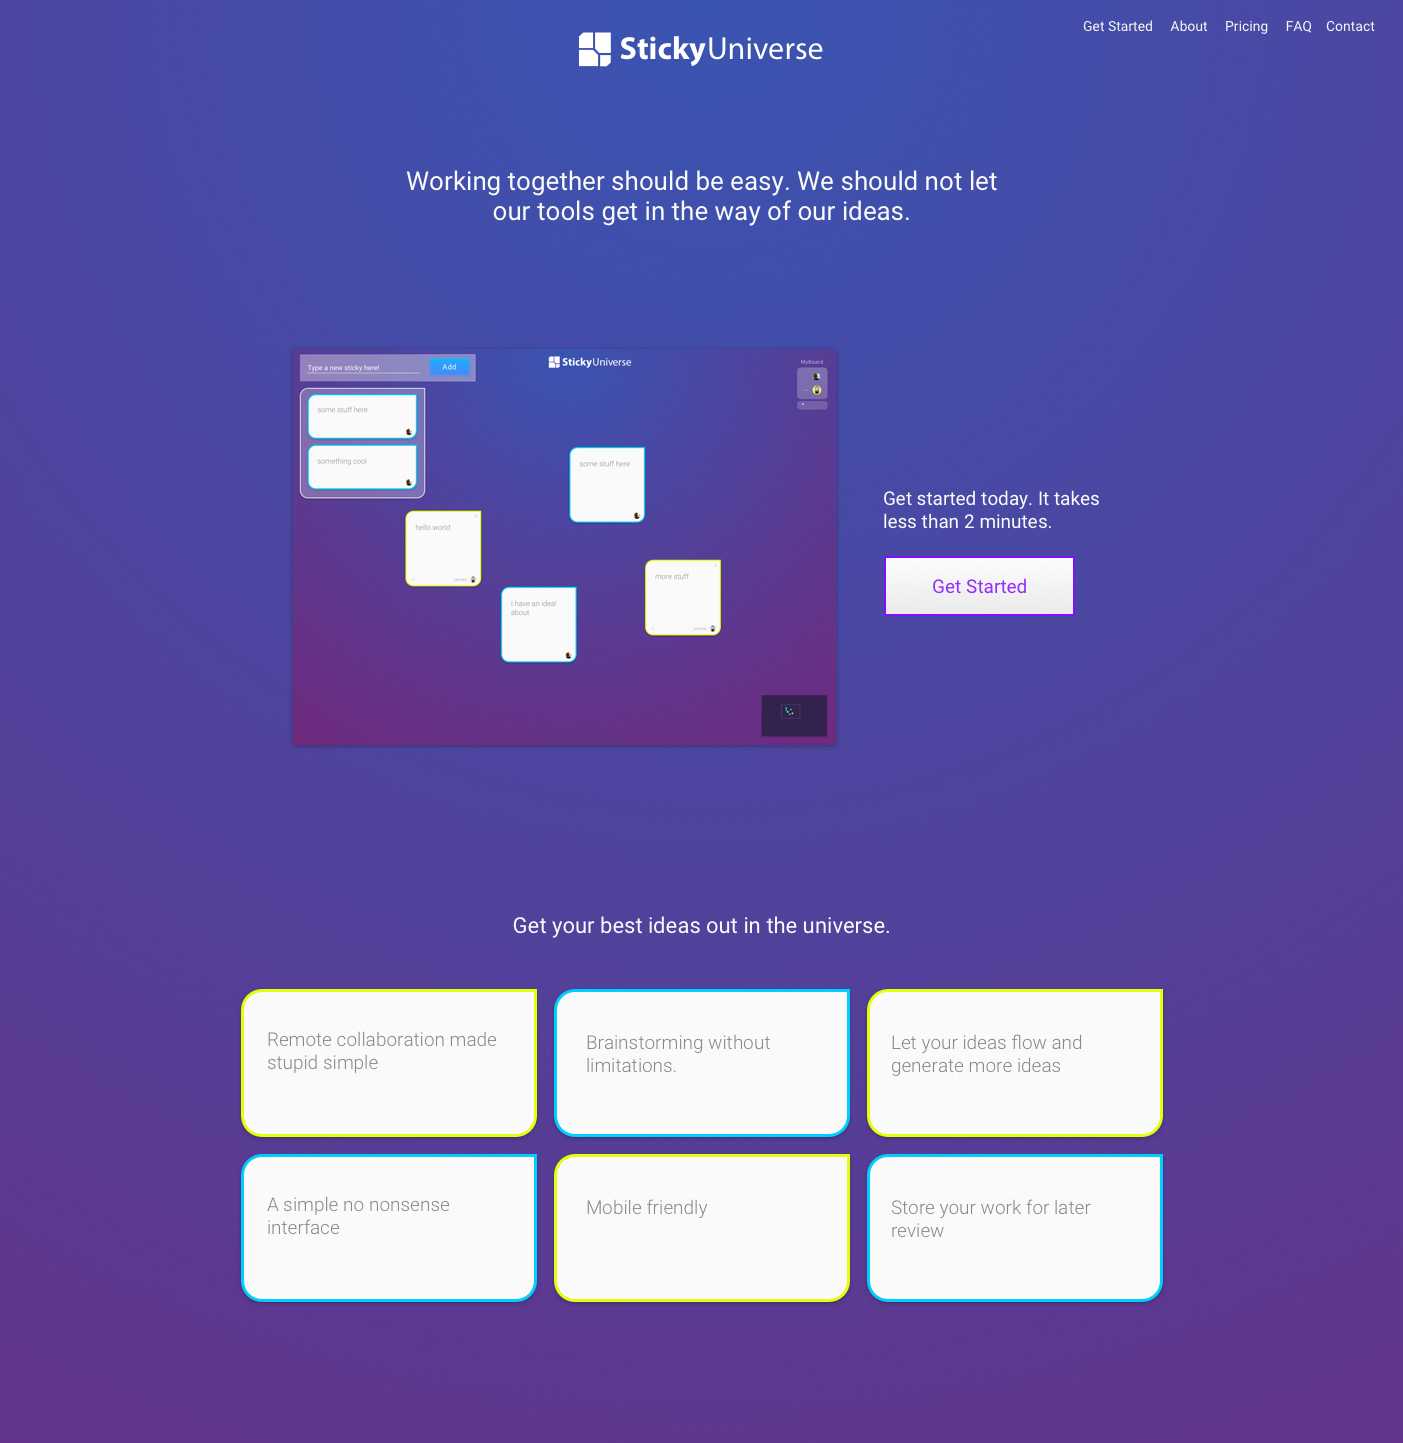 Get Started About Pricing FAQ Contact
StickyUniverse
Working together should be easy. We should not let
our tools get in the way of our ideas.
Type a new sticky here!
Add
StickyUniverse
MyBoard
some stuff here
something cool
some stuff here
hello world
more stuff
I have an idea!
about
Get started today. It takes
less than 2 minutes.
Get Started
Get your best ideas out in the universe.
Remote collaboration made
stupid simple
Brainstorming without
limitations.
Let your ideas flow and
generate more ideas
A simple no nonsense
interface
Mobile friendly
Store your work for later
review